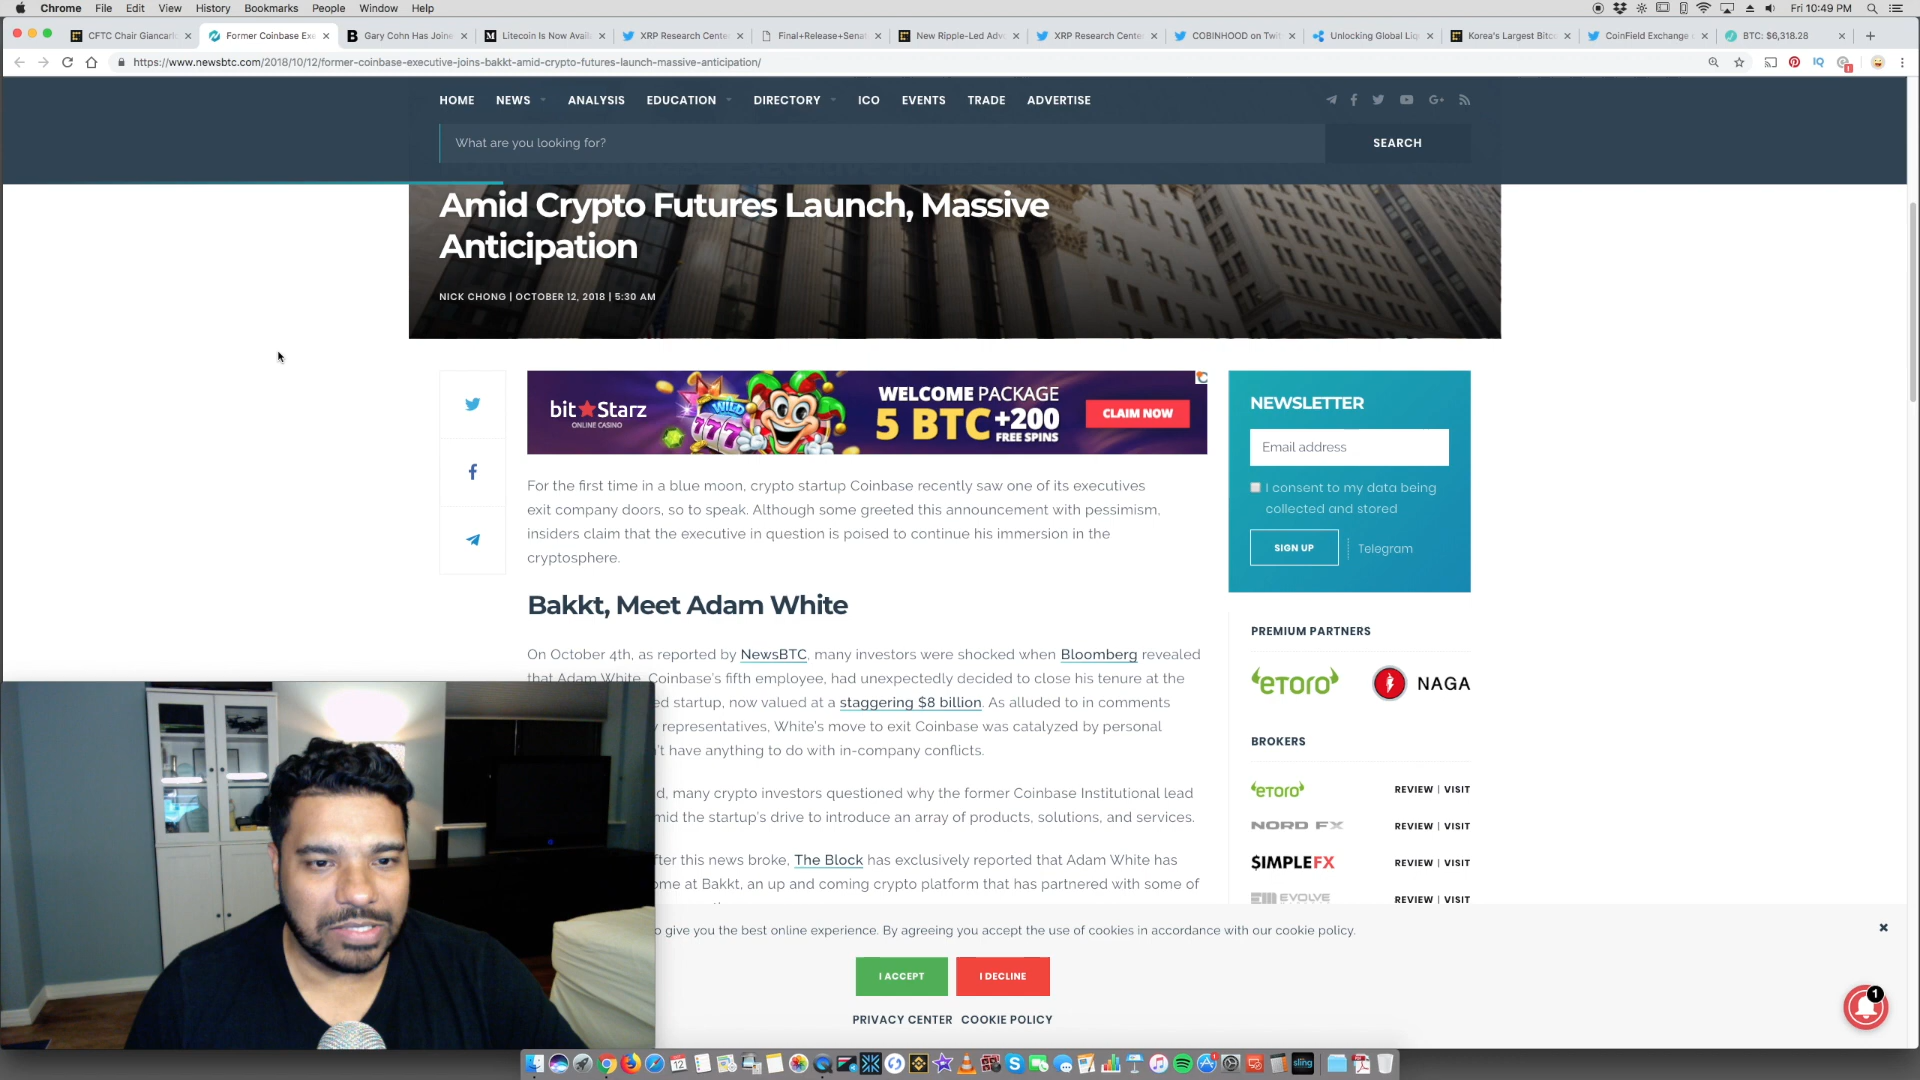 Chrome File Edit View History Bookmarks People Window Help
Fri 10:49 PM
CFTC Chair Giancarl
Former Coinbase Exe
Gary Cohn Has Joine
Litecoin Is Now Avail
XRP Research Cente
Final+Release+Senat
New Ripple-Led Advo
XRP Research Cente
COBINHOOD on Twit
Unlocking Global Liq
Korea's Largest Bitco
CoinField Exchange
BTC: $6,318.28
https://www.newsbtc.com/2018/10/12/former-coinbase-executive-joins-bakkt-amid-crypto-futures-launch-massive-anticipation/
HOME NEWS ANALYSIS EDUCATION DIRECTORY ICO EVENTS TRADE ADVERTISE
What are you looking for?
SEARCH
Amid Crypto Futures Launch, Massive
Anticipation
NICK CHONG | OCTOBER 12, 2018 | 5:30 AM
bitStarz
ONLINE CASINO
WILD
777
WELCOME PACKAGE
5 BTC +200
FREE SPINS
CLAIM NOW
For the first time in a blue moon, crypto startup Coinbase recently saw one of its executives
exit company doors, so to speak. Although some greeted this announcement with pessimism,
insiders claim that the executive in question is poised to continue his immersion in the
cryptosphere.
Bakkt, Meet Adam White
On October 4th, as reported by NewsBTC, many investors were shocked when Bloomberg revealed
that Adam White, Coinbase's fifth employee, had unexpectedly decided to close his tenure at the
ed startup, now valued at a staggering $8 billion. As alluded to in comments
y representatives, White's move to exit Coinbase was catalyzed by personal
't have anything to do with in-company conflicts.
d, many crypto investors questioned why the former Coinbase Institutional lead
mid the startup's drive to introduce an array of products, solutions, and services.
fter this news broke, The Block has exclusively reported that Adam White has
ome at Bakkt, an up and coming crypto platform that has partnered with some of
NEWSLETTER
Email address
I consent to my data being
collected and stored
SIGN UP
Telegram
PREMIUM PARTNERS
eToro
NAGA
BROKERS
eToro REVIEW | VISIT
NORD FX REVIEW | VISIT
SIMPLEFX REVIEW | VISIT
EVOLVE REVIEW | VISIT
o give you the best online experience. By agreeing you accept the use of cookies in accordance with our cookie policy.
I ACCEPT
I DECLINE
PRIVACY CENTER COOKIE POLICY
1
12
sling